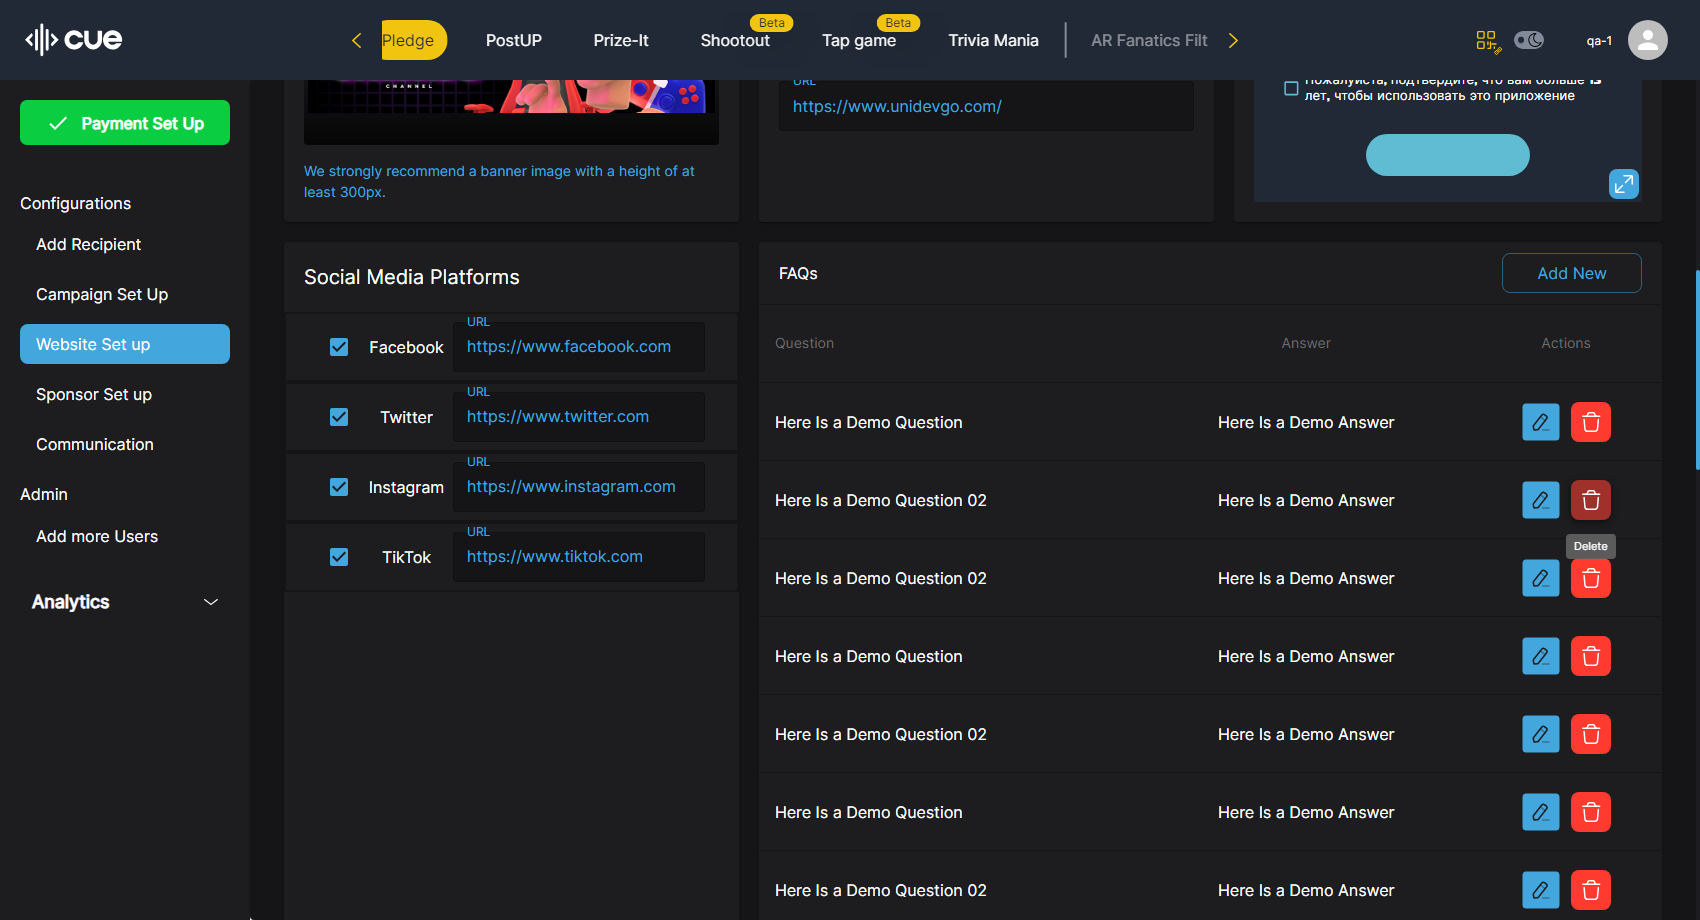 cue
Pledge
PostUP
Prize-It
Shootout
Beta
Tap game
Beta
Trivia Mania
AR Fanatics Filt
qa-1
Payment Set Up
Configurations
Add Recipient
Campaign Set Up
Website Set up
Sponsor Set up
Communication
Admin
Add more Users
Analytics
CHANNEL
We strongly recommend a banner image with a height of at
least 300px.
URL
https://www.unidevgo.com/
Пожалуйста, подтвердите, что вам больше 18
лет, чтобы использовать это приложение
Social Media Platforms
Facebook
URL
https://www.facebook.com
Twitter
URL
https://www.twitter.com
Instagram
URL
https://www.instagram.com
TikTok
URL
https://www.tiktok.com
FAQs
Add New
Question Answer Actions
Here Is a Demo Question Here Is a Demo Answer
Here Is a Demo Question 02 Here Is a Demo Answer
Delete
Here Is a Demo Question 02 Here Is a Demo Answer
Here Is a Demo Question Here Is a Demo Answer
Here Is a Demo Question 02 Here Is a Demo Answer
Here Is a Demo Question Here Is a Demo Answer
Here Is a Demo Question 02 Here Is a Demo Answer